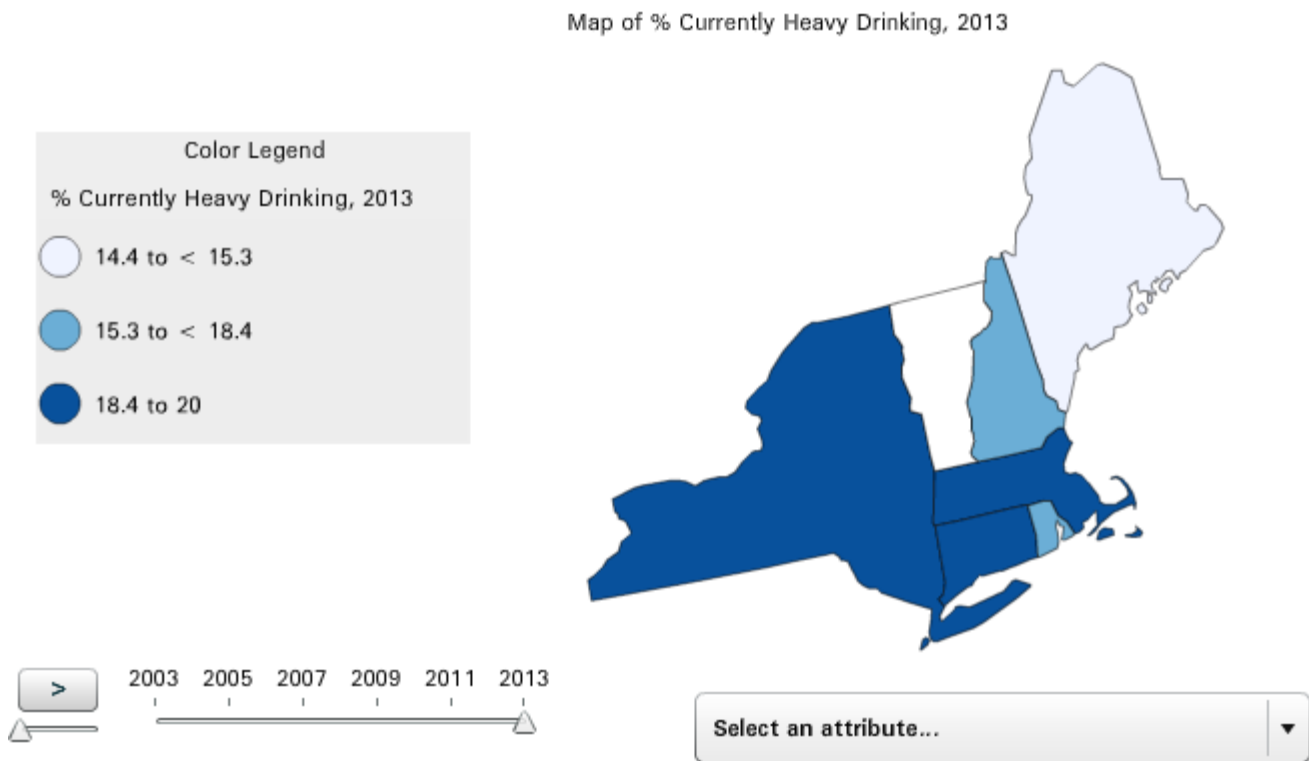 Map of % Currently Heavy Drinking, 2013
Color Legend
% Currently Heavy Drinking, 2013
14.4 to < 15.3
15.3 to < 18.4
18.4 to 20
>
2003 2005 2007 2009 2011 2013
Select an attribute...